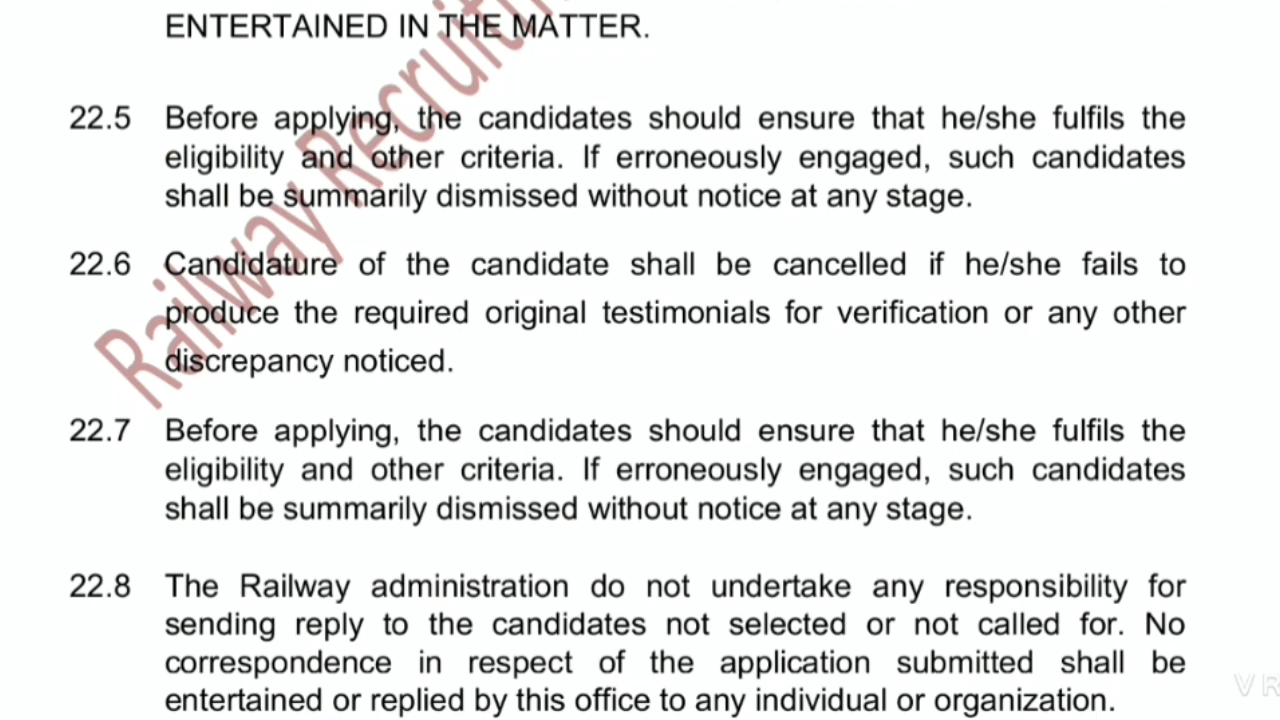 ENTERTAINED IN THE MATTER.
22.5 Before applying, the candidates should ensure that he/she fulfils the
eligibility and other criteria. If erroneously engaged, such candidates
shall be summarily dismissed without notice at any stage.
22.6 Candidature of the candidate shall be cancelled if he/she fails to
produce the required original testimonials for verification or any other
discrepancy noticed.
22.7 Before applying, the candidates should ensure that he/she fulfils the
eligibility and other criteria. If erroneously engaged, such candidates
shall be summarily dismissed without notice at any stage.
22.8 The Railway administration do not undertake any responsibility for
sending reply to the candidates not selected or not called for. No
correspondence in respect of the application submitted shall be
entertained or replied by this office to any individual or organization.
Railway